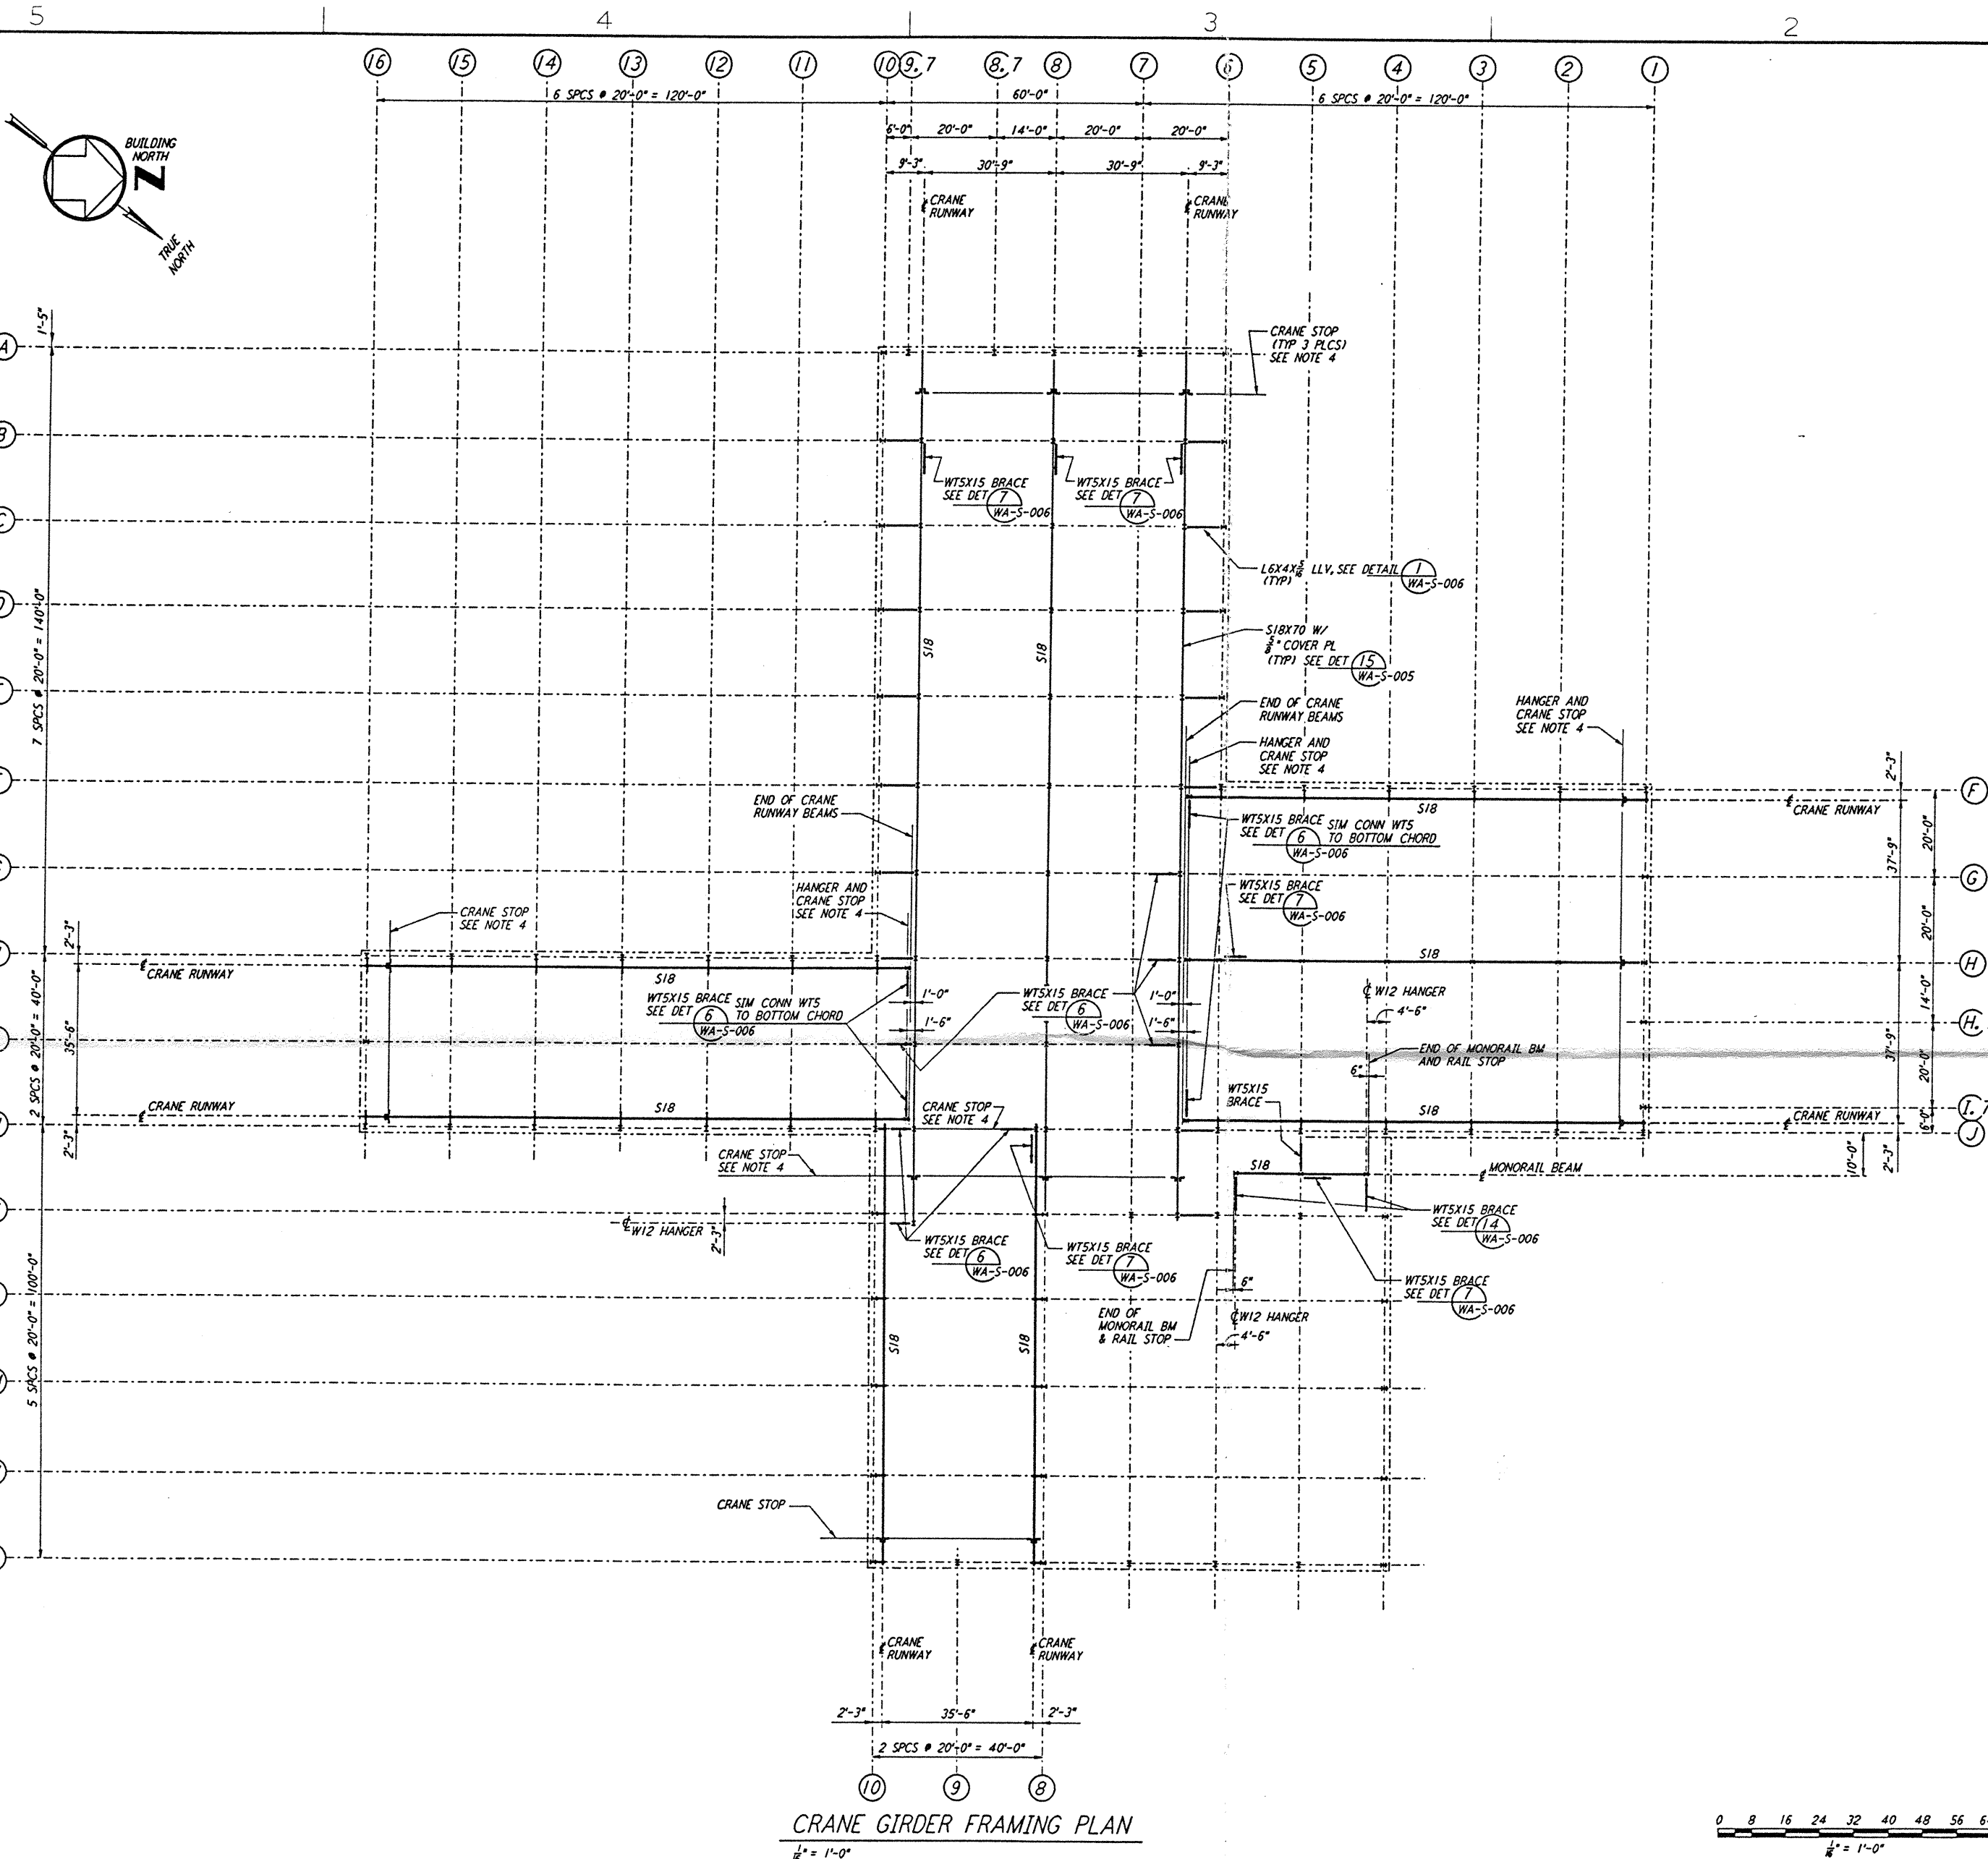 5
4
3
2
16
15
14
13
12
11
10
9.7
8.7
8
7
6
5
4
3
2
1
6 SPCS @ 20'-0" = 120'-0"
60'-0"
6 SPCS @ 20'-0" = 120'-0"
6'-0"
20'-0"
14'-0"
20'-0"
20'-0"
9'-3"
30'-9"
30'-9"
9'-3"
BUILDING
NORTH
N
TRUE
NORTH
℄ CRANE
RUNWAY
℄ CRANE
RUNWAY
1'-5"
A
B
C
D
7 SPCS @ 20'-0" = 140'-0"
CRANE STOP
(TYP 3 PLCS)
SEE NOTE 4
WT5X15 BRACE
SEE DET 7
WA-S-006
WT5X15 BRACE
SEE DET 7
WA-S-006
L6X4X5/16 LLV, SEE DETAIL 1
(TYP)
WA-S-006
S18
S18
S18X70 W/
5/8" COVER PL
(TYP) SEE DET 15
WA-S-005
END OF CRANE
RUNWAY BEAMS
HANGER AND
CRANE STOP
SEE NOTE 4
HANGER AND
CRANE STOP
SEE NOTE 4
2'-3"
F
S18
℄ CRANE RUNWAY
END OF CRANE
RUNWAY BEAMS
WT5X15 BRACE SIM CONN WT5
SEE DET 6 TO BOTTOM CHORD
WA-S-006
37'-9"
20'-0"
G
HANGER AND
CRANE STOP
SEE NOTE 4
WT5X15 BRACE
SEE DET 7
WA-S-006
20'-0"
CRANE STOP
SEE NOTE 4
2'-3"
℄ CRANE RUNWAY
S18
S18
H
WT5X15 BRACE SIM CONN WT5
SEE DET 6 TO BOTTOM CHORD
WA-S-006
1'-0"
1'-6"
WT5X15 BRACE
SEE DET 6
WA-S-006
1'-0"
1'-6"
℄ W12 HANGER
4'-6"
14'-0"
H.
2 SPCS @ 20'-0" = 40'-0"
35'-6"
END OF MONORAIL BM
AND RAIL STOP
6"
37'-9"
20'-0"
WT5X15
BRACE
℄ CRANE RUNWAY
S18
CRANE STOP
SEE NOTE 4
S18
℄ CRANE RUNWAY
I.7
6'-0"
J
2'-3"
2'-3"
10'-0"
CRANE STOP
SEE NOTE 4
S18
℄ MONORAIL BEAM
℄ W12 HANGER
2'-3"
WT5X15 BRACE
SEE DET 6
WA-S-006
WT5X15 BRACE
SEE DET 7
WA-S-006
WT5X15 BRACE
SEE DET 14
WA-S-006
WT5X15 BRACE
SEE DET 7
WA-S-006
6"
℄ W12 HANGER
4'-6"
END OF
MONORAIL BM
& RAIL STOP
5 SPCS @ 20'-0" = 100'-0"
S18
S18
CRANE STOP
℄ CRANE
RUNWAY
℄ CRANE
RUNWAY
2'-3"
35'-6"
2'-3"
2 SPCS @ 20'-0" = 40'-0"
10
9
8
CRANE GIRDER FRAMING PLAN
1/16" = 1'-0"
0 8 16 24 32 40 48 56
1/16" = 1'-0"